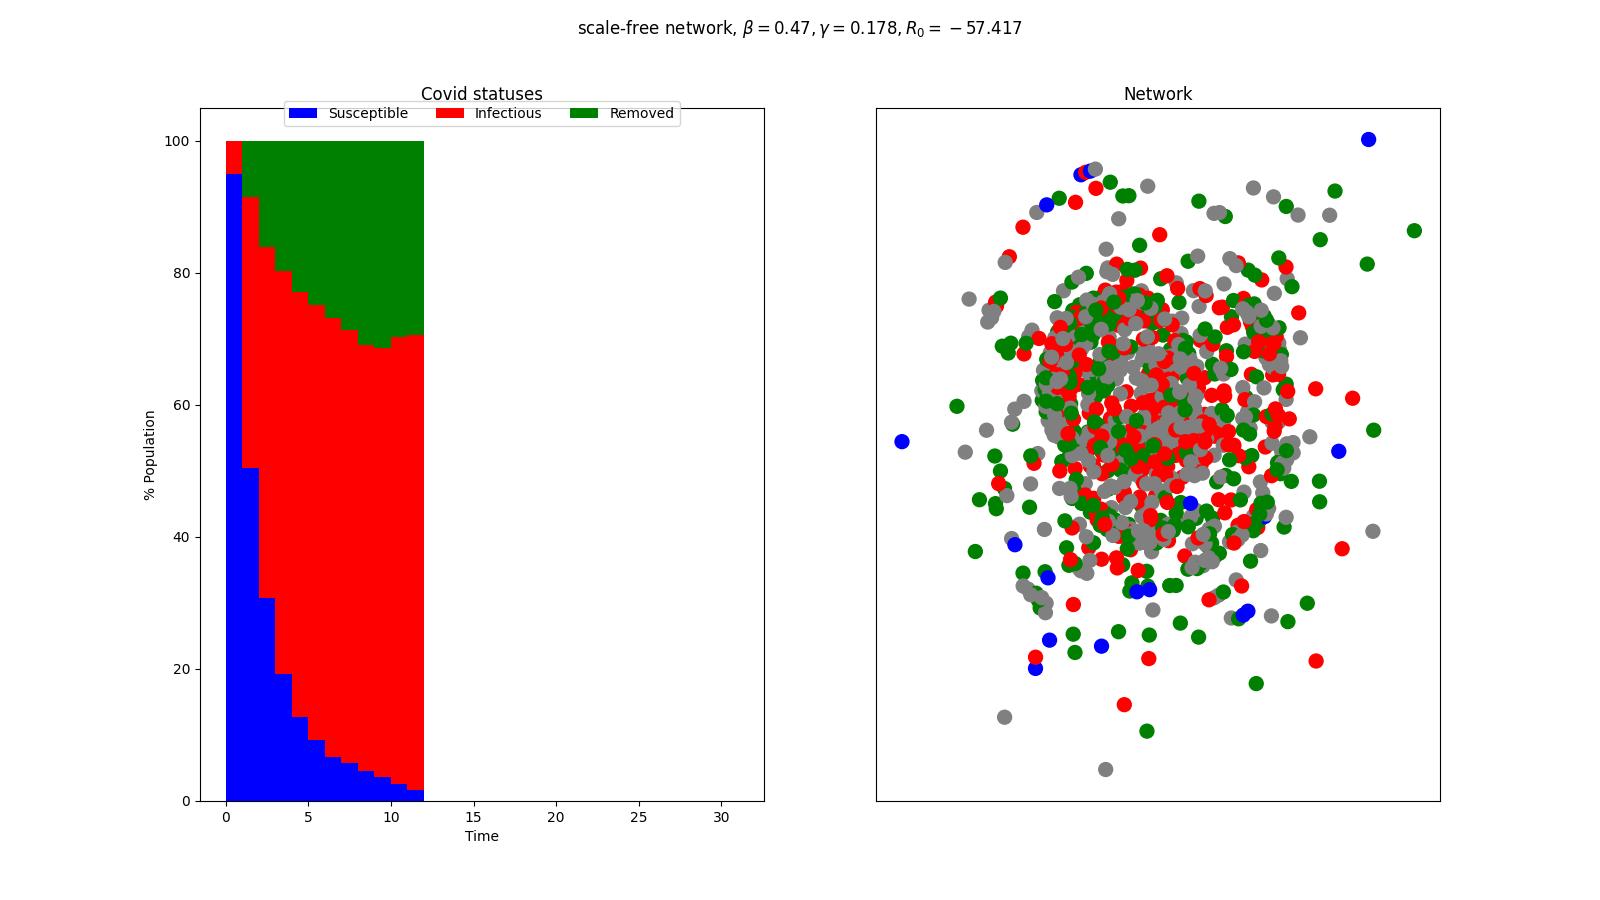 scale-free network, β = 0.47, γ = 0.178, R₀ = − 57.417
Covid statuses
Susceptible Infectious Removed
100
80
60
40
20
0
% Population
0 5 10 15 20 25 30
Time
Network